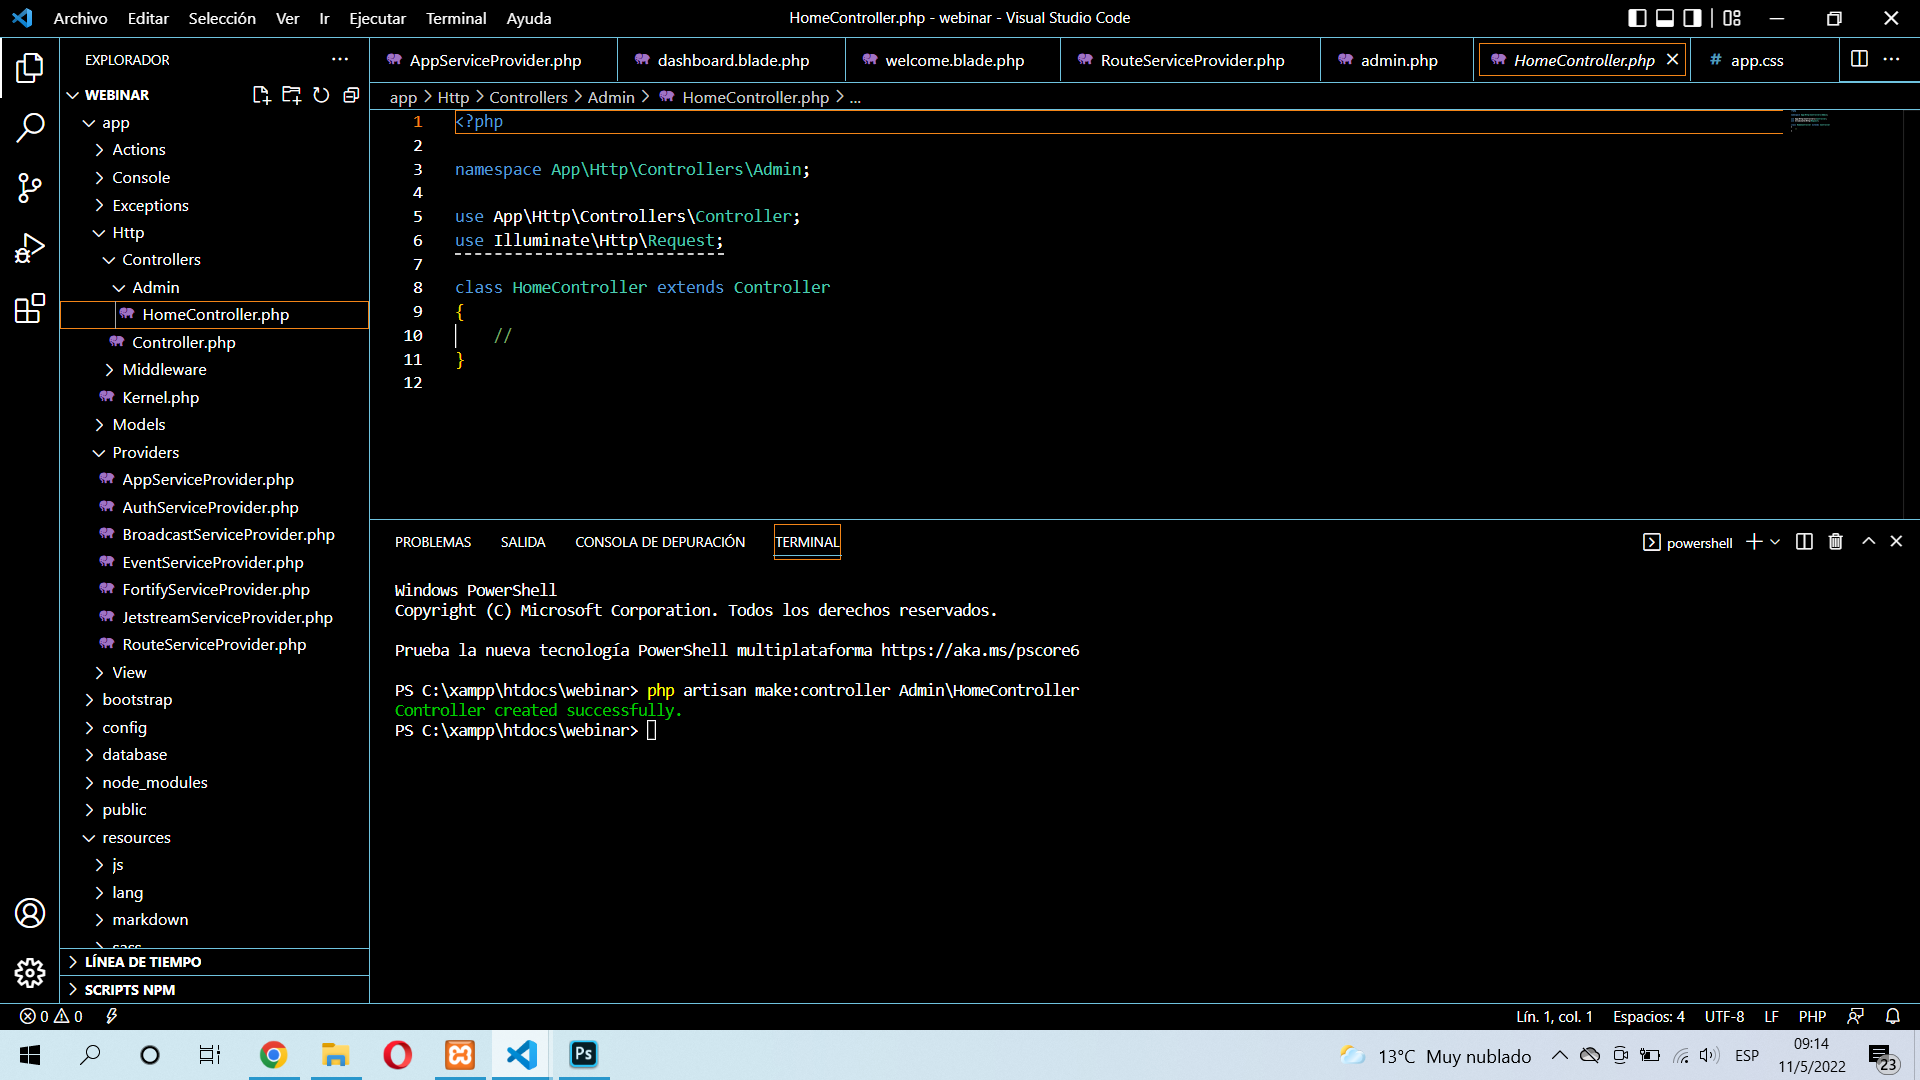 Archivo Editar Selección Ver Ir Ejecutar Terminal Ayuda
HomeController.php - webinar - Visual Studio Code
EXPLORADOR
WEBINAR
app
Actions
Console
Exceptions
Http
Controllers
Admin
HomeController.php
Controller.php
Middleware
Kernel.php
Models
Providers
AppServiceProvider.php
AuthServiceProvider.php
BroadcastServiceProvider.php
EventServiceProvider.php
FortifyServiceProvider.php
JetstreamServiceProvider.php
RouteServiceProvider.php
View
bootstrap
config
database
node_modules
public
resources
js
lang
markdown
sass
LÍNEA DE TIEMPO
SCRIPTS NPM
AppServiceProvider.php dashboard.blade.php welcome.blade.php RouteServiceProvider.php admin.php HomeController.php # app.css
app > Http > Controllers > Admin > HomeController.php > ...
1 <?php
2
3 namespace App\Http\Controllers\Admin;
4
5 use App\Http\Controllers\Controller;
6 use Illuminate\Http\Request;
7
8 class HomeController extends Controller
9 {
10 //
11 }
12
PROBLEMAS SALIDA CONSOLA DE DEPURACIÓN TERMINAL
powershell
Windows PowerShell
Copyright (C) Microsoft Corporation. Todos los derechos reservados.
Prueba la nueva tecnología PowerShell multiplataforma https://aka.ms/pscore6
PS C:\xampp\htdocs\webinar> php artisan make:controller Admin\HomeController
Controller created successfully.
PS C:\xampp\htdocs\webinar>
0 0
Lín. 1, col. 1 Espacios: 4 UTF-8 LF PHP
Ps
13°C Muy nublado
ESP
09:14
11/5/2022
23